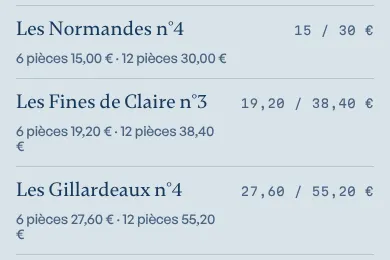 Les Normandes n°4 15 / 30 €
6 pièces 15,00 € · 12 pièces 30,00 €
Les Fines de Claire n°3 19,20 / 38,40 €
6 pièces 19,20 € · 12 pièces 38,40
€
Les Gillardeaux n°4 27,60 / 55,20 €
6 pièces 27,60 € · 12 pièces 55,20
€